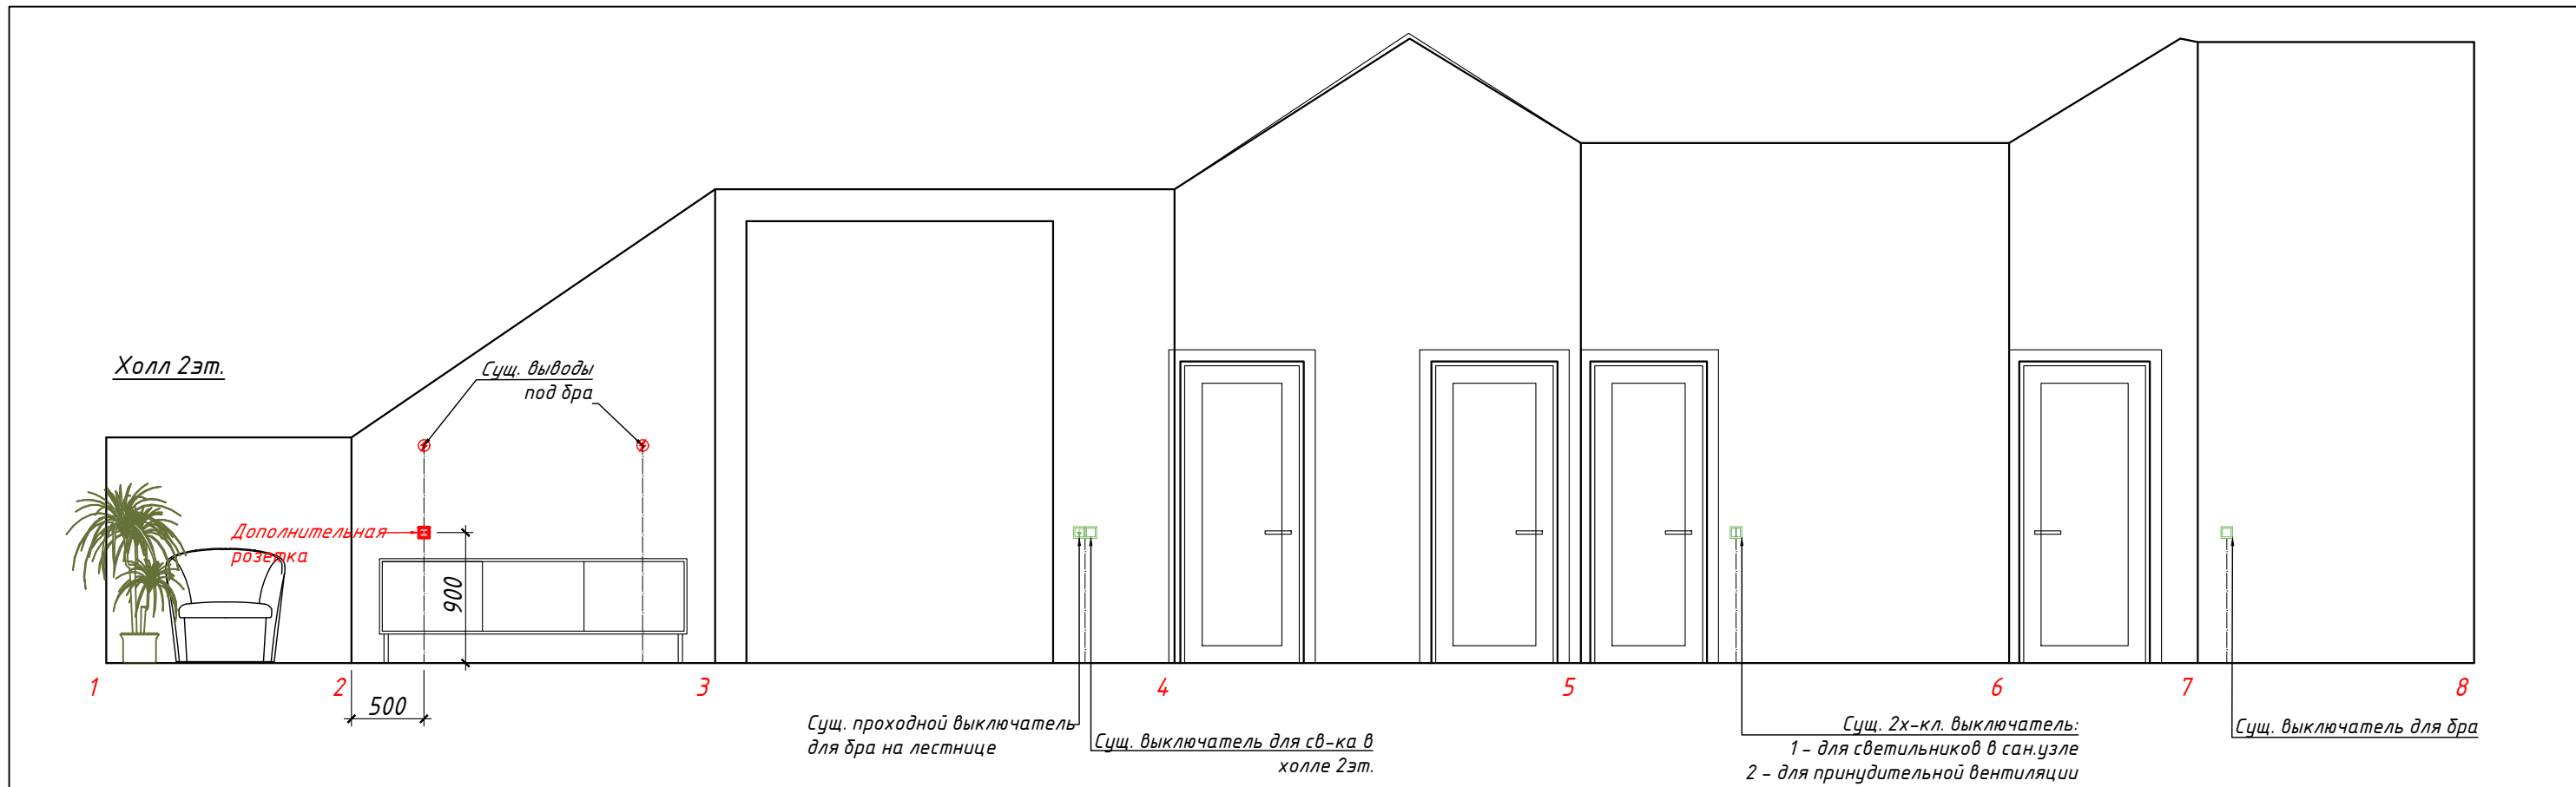 Холл 2эт.
Сущ. выводы
под бра
Дополнительная
розетка
900
1
2
3
4
5
6
7
8
500
Сущ. проходной выключатель
для бра на лестнице
Сущ. выключатель для св-ка в
холле 2эт.
Сущ. 2х-кл. выключатель:
1 - для светильников в сан.узле
2 - для принудительной вентиляции
Сущ. выключатель для бра